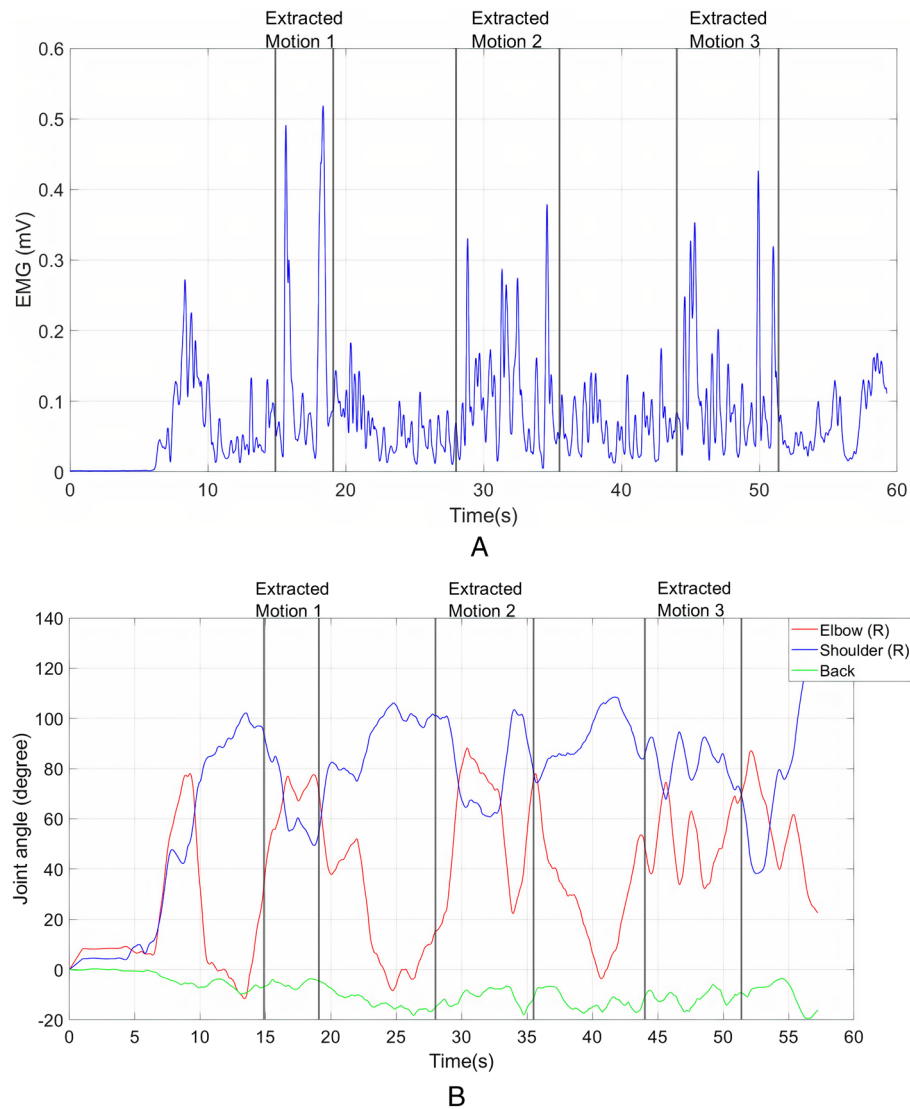 Extracted Extracted Extracted
Motion 1 Motion 2 Motion 3
0.6
0.5
0.4
0.3
0.2
0.1
0
EMG (mV)
0 10 20 30 40 50 60
Time(s)
A
Extracted Extracted Extracted
Motion 1 Motion 2 Motion 3
140
120
100
80
60
40
20
0
-20
Joint angle (degree)
Elbow (R)
Shoulder (R)
Back
0 5 10 15 20 25 30 35 40 45 50 55 60
Time(s)
B